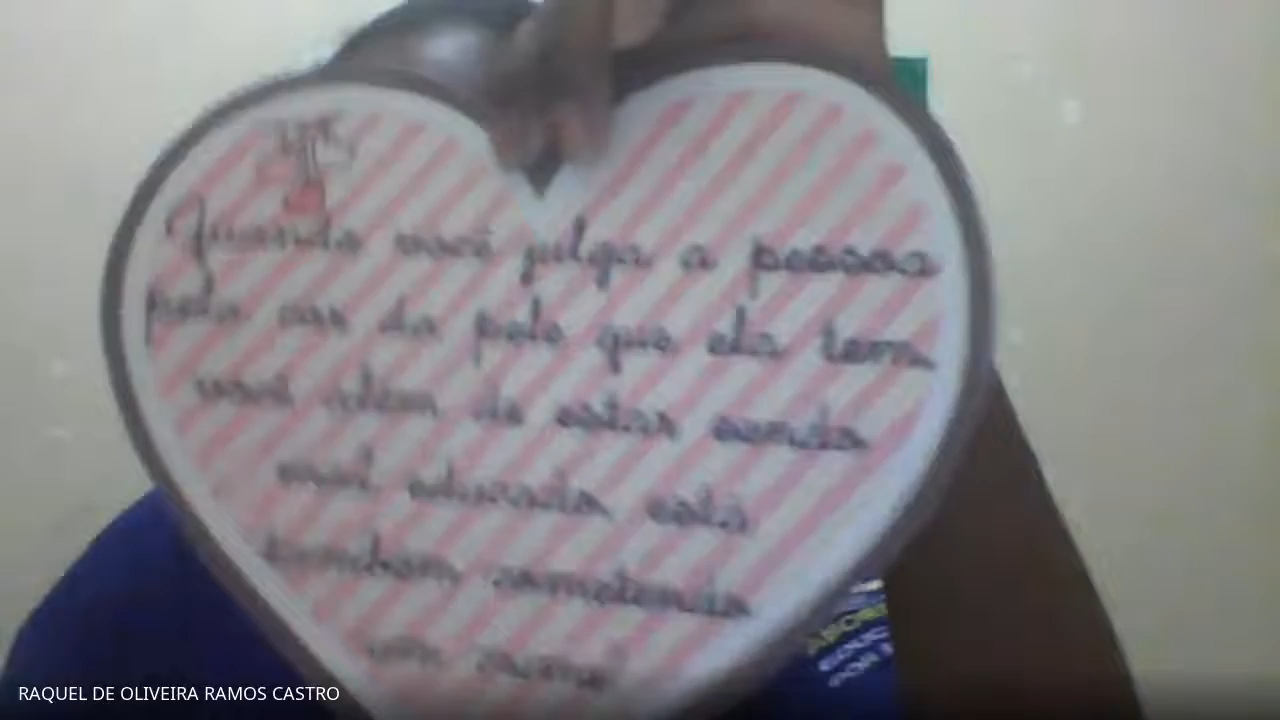 Quando você julga a pessoa
pela cor da pele que ela tem
você além de estar sendo
mal educado está
também cometendo
um crime
RAQUEL DE OLIVEIRA RAMOS CASTRO